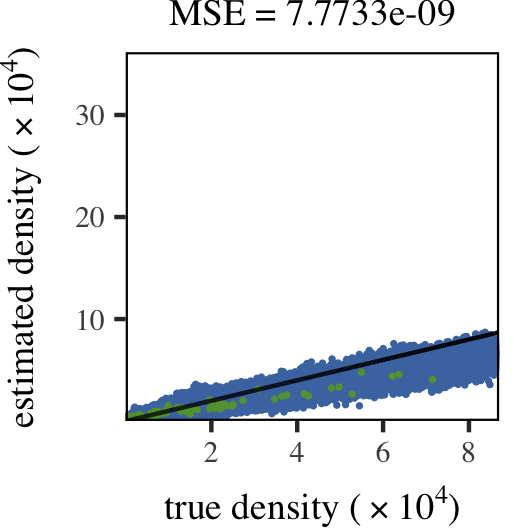 MSE = 7.7733e-09
estimated density (×10⁴)
30
20
10
2 4 6 8
true density (×10⁴)